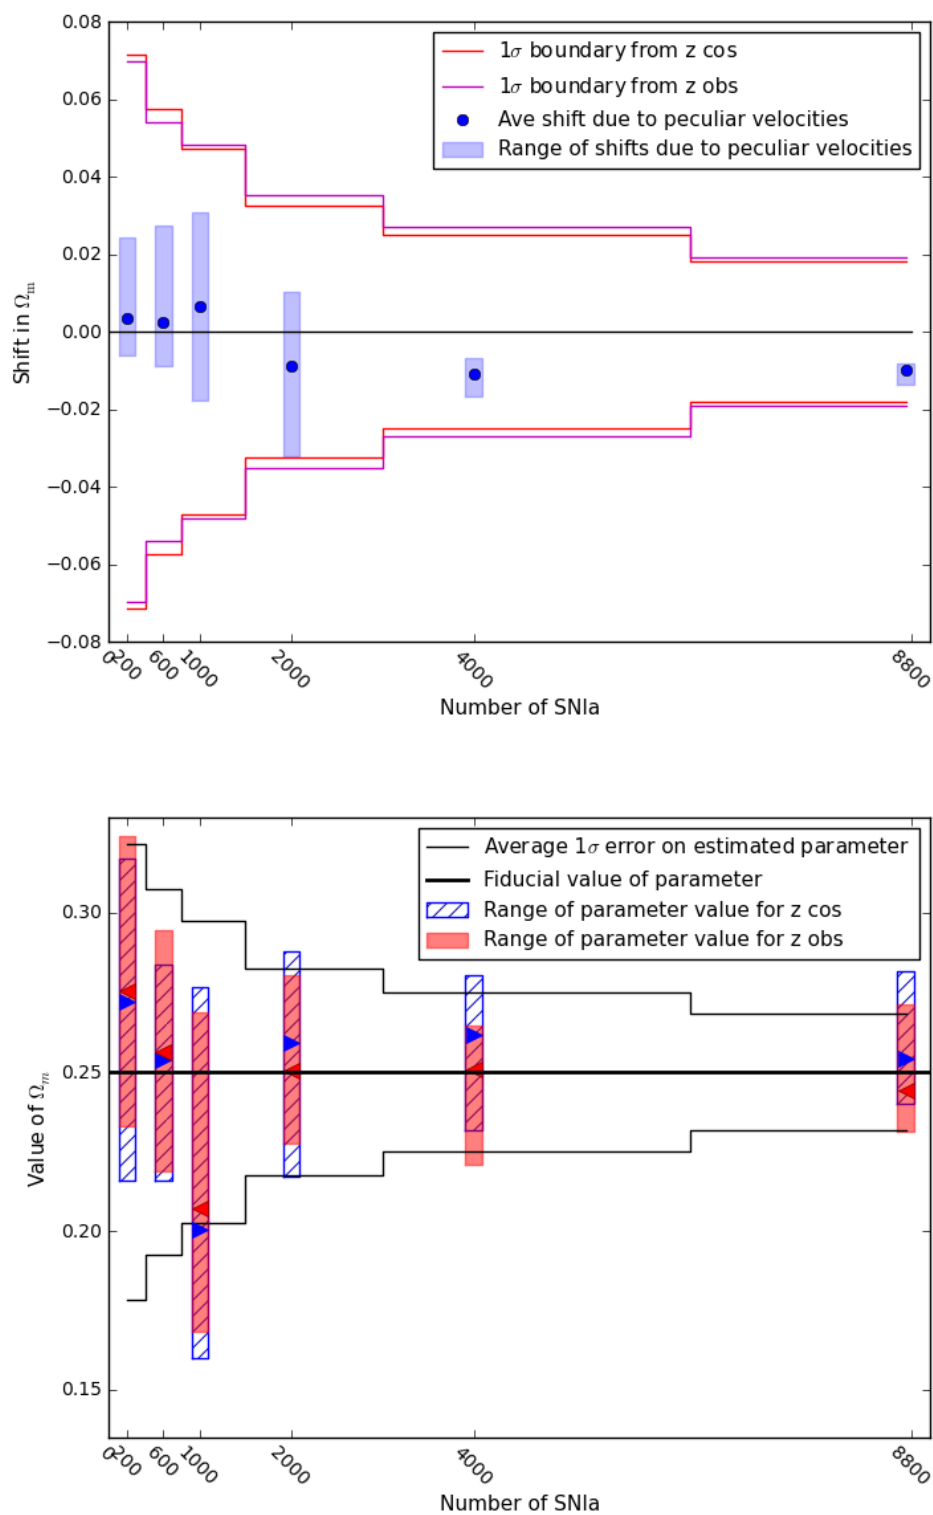 0.08
0.06
0.04
0.02
0.00
−0.02
−0.04
−0.06
−0.08
Shift in Ωm
1σ boundary from z cos
1σ boundary from z obs
Ave shift due to peculiar velocities
Range of shifts due to peculiar velocities
0 200 600 1000 2000 4000 8800
Number of SNIa
0.30
0.25
0.20
0.15
Value of Ωm
Average 1σ error on estimated parameter
Fiducial value of parameter
Range of parameter value for z cos
Range of parameter value for z obs
0 200 600 1000 2000 4000 8800
Number of SNIa